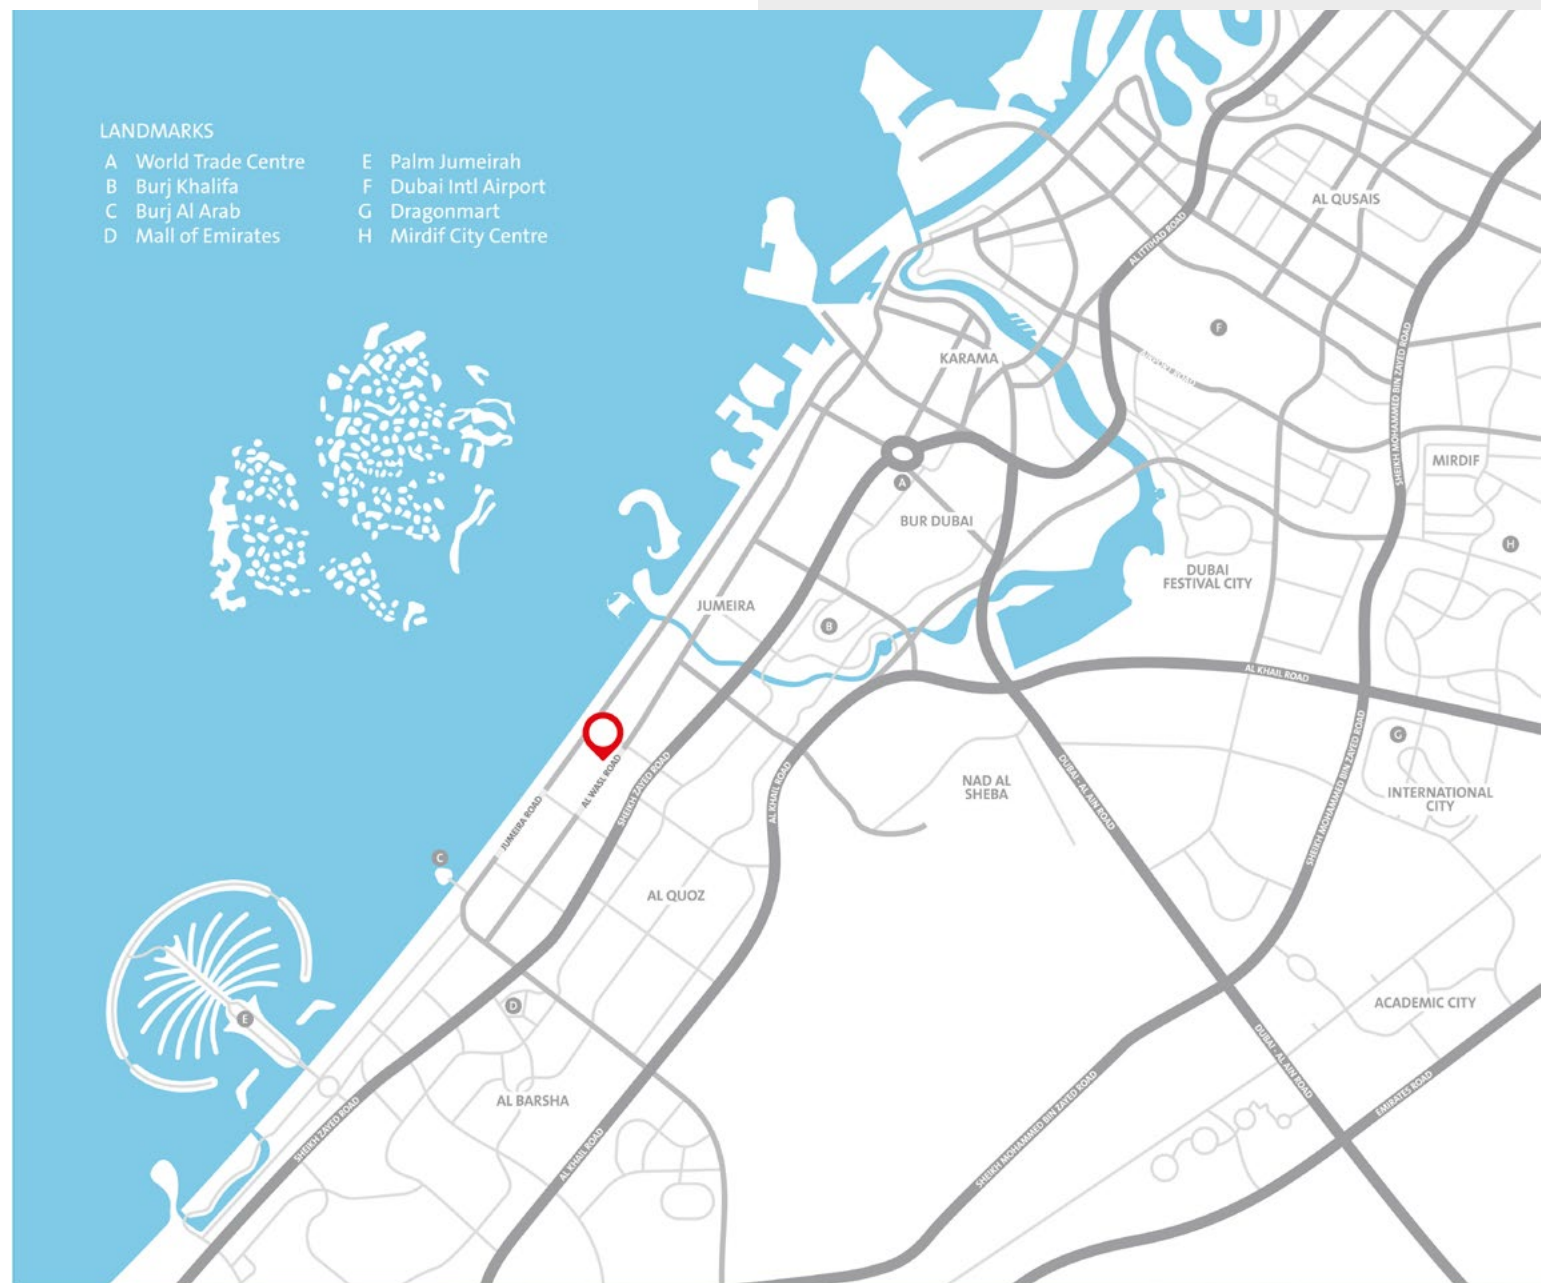 LANDMARKS
A World Trade Centre
B Burj Khalifa
C Burj Al Arab
D Mall of Emirates
E Palm Jumeirah
F Dubai Intl Airport
G Dragonmart
H Mirdif City Centre
AL QUSAIS
AL ITTIHAD ROAD
F
KARAMA
AIRPORT ROAD
SHEIKH MOHAMMED BIN ZAYED ROAD
MIRDIF
A
BUR DUBAI
H
DUBAI
FESTIVAL CITY
JUMEIRA
B
AL KHAIL ROAD
G
AL WASL ROAD
SHEIKH ZAYED ROAD
AL KHAIL ROAD
NAD AL
SHEBA
DUBAI - AL AIN ROAD
SHEIKH MOHAMMED BIN ZAYED ROAD
INTERNATIONAL
CITY
JUMEIRA ROAD
C
AL QUOZ
D
E
ACADEMIC CITY
DUBAI - AL AIN ROAD
AL BARSHA
SHEIKH ZAYED ROAD
AL KHAIL ROAD
SHEIKH MOHAMMED BIN ZAYED ROAD
EMIRATES ROAD